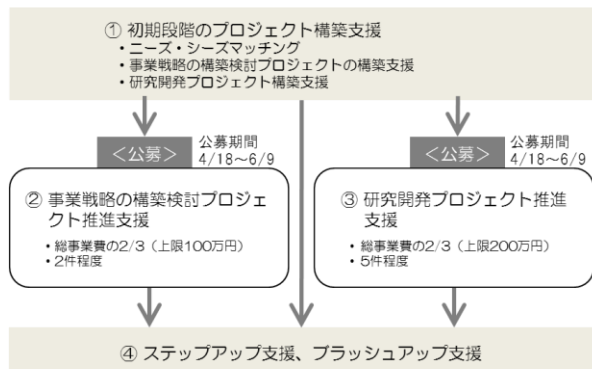 ① 初期段階のプロジェクト構築支援
・ニーズ・シーズマッチング
・事業戦略の構築検討プロジェクトの構築支援
・研究開発プロジェクト構築支援
＜公募＞
公募期間
4/18～6/9
＜公募＞
公募期間
4/18～6/9
② 事業戦略の構築検討プロジェ
クト推進支援
・総事業費の2/3（上限100万円）
・2件程度
③ 研究開発プロジェクト推進
支援
・総事業費の2/3（上限200万円）
・5件程度
④ ステップアップ支援、ブラッシュアップ支援